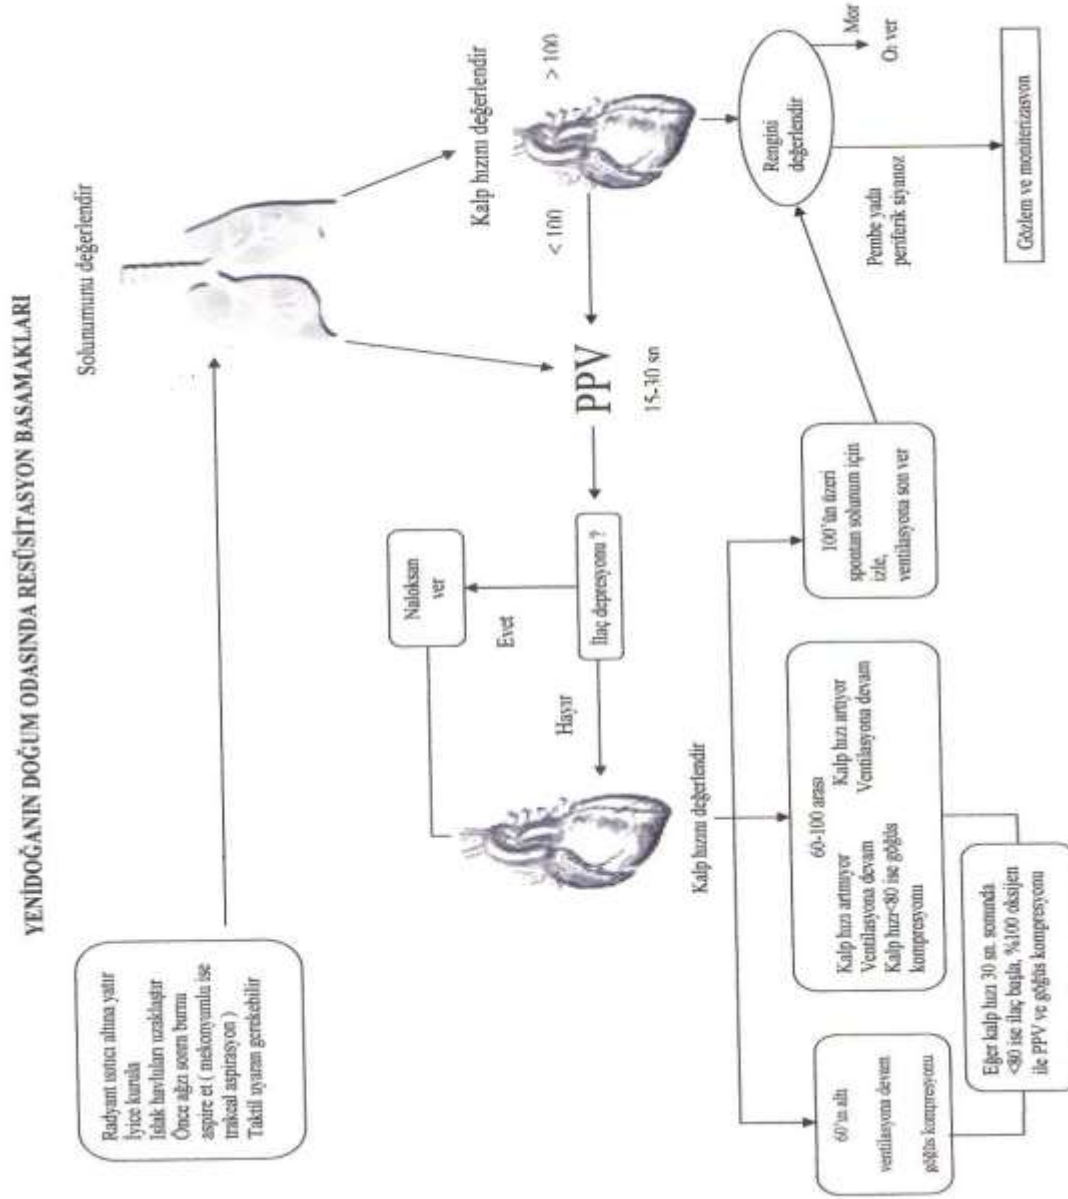 YENİDOĞANIN DOĞUM ODASINDA RESÜSİTASYON BASAMAKLARI
Radyant ısıtıcı altına yatır
İyice kurula
Islak havluları uzaklaştır
Önce ağzı sonra burnu
aspire et ( mekonyumlu ise
trakeal aspirasyon )
Taktil uyaran gerekebilir
Solunumunu değerlendir
Kalp hızını değerlendir
< 100
> 100
PPV
15-30 sn
İlaç depresyonu ?
Evet
Naloksan
ver
Hayır
Kalp hızını değerlendir
60'ın altı
ventilasyona devam
göğüs kompresyonu
60-100 arası
Kalp hızı artmıyor
Ventilasyona devam
Kalp hızı<80 ise göğüs
kompresyonu
Kalp hızı artıyor
Ventilasyona devam
100'ün üzeri
spontan solunum için
izle,
ventilasyona son ver
Eğer kalp hızı 30 sn. sonunda
<80 ise ilaç başla, %100 oksijen
ile PPV ve göğüs kompresyonu
Rengini
değerlendir
Mor
O₂ ver
Pembe yada
periferik siyanoz
Gözlem ve moniterizasyon